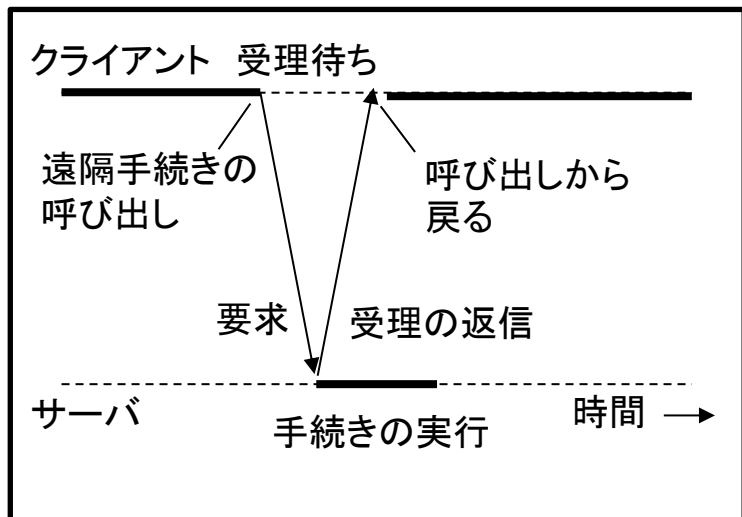 クライアント 受理待ち
遠隔手続きの
呼び出し
呼び出しから
戻る
要求
受理の返信
サーバ
手続きの実行
時間